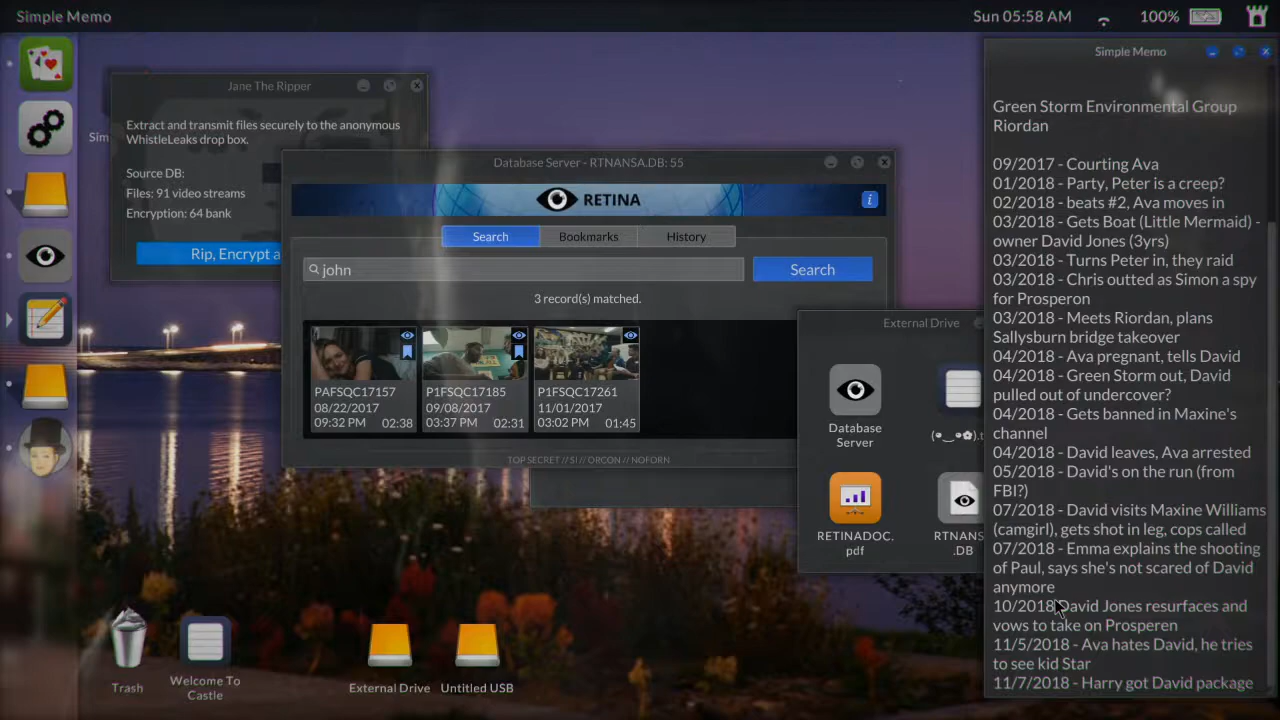 Simple Memo
Sun 05:58 AM
100%
Jane The Ripper
Extract and transmit files securely to the anonymous
WhistleLeaks drop box.
Source DB:
Files: 91 video streams
Encryption: 64 bank
Rip, Encrypt a
Sim
Database Server - RTNANSA.DB: 55
RETINA
i
Search
Bookmarks
History
john
Search
3 record(s) matched.
PAFSQC17157
08/22/2017
09:32 PM 02:38
P1FSQC17185
09/08/2017
03:37 PM 02:31
P1FSQC17261
11/01/2017
03:02 PM 01:45
TOP SECRET // SI // ORCON // NOFORN
External Drive
Database
Server
(•‿•✿).t
RETINADOC.
pdf
RTNANS
.DB
Simple Memo
Green Storm Environmental Group
Riordan
09/2017 - Courting Ava
01/2018 - Party, Peter is a creep?
02/2018 - beats #2, Ava moves in
03/2018 - Gets Boat (Little Mermaid) -
owner David Jones (3yrs)
03/2018 - Turns Peter in, they raid
03/2018 - Chris outted as Simon a spy
for Prosperon
03/2018 - Meets Riordan, plans
Sallysburn bridge takeover
04/2018 - Ava pregnant, tells David
04/2018 - Green Storm out, David
pulled out of undercover?
04/2018 - Gets banned in Maxine's
channel
04/2018 - David leaves, Ava arrested
05/2018 - David's on the run (from
FBI?)
07/2018 - David visits Maxine Williams
(camgirl), gets shot in leg, cops called
07/2018 - Emma explains the shooting
of Paul, says she's not scared of David
anymore
10/2018 David Jones resurfaces and
vows to take on Prosperen
11/5/2018 - Ava hates David, he tries
to see kid Star
11/7/2018 - Harry got David package
Trash
Welcome To
Castle
External Drive
Untitled USB